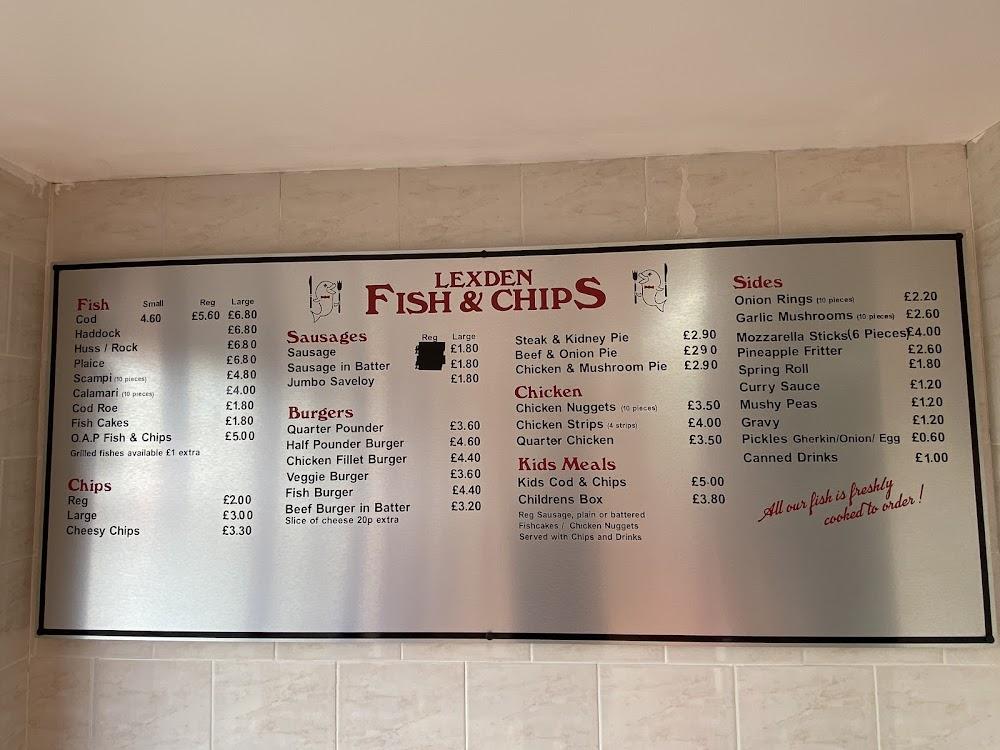 LEXDEN
FISH & CHIPS
Fish Small Reg Large
Cod 4.60 £5.60 £6.80
Haddock £6.80
Huss / Rock £6.80
Plaice £6.80
Scampi (10 pieces) £4.80
Calamari (10 pieces) £4.00
Cod Roe £1.80
Fish Cakes £1.80
O.A.P Fish & Chips £5.00
Grilled fishes available £1 extra
Chips
Reg £2.00
Large £3.00
Cheesy Chips £3.30
Sausages Reg Large
Sausage £1.80
Sausage in Batter £1.80
Jumbo Saveloy £1.80
Burgers
Quarter Pounder £3.60
Half Pounder Burger £4.60
Chicken Fillet Burger £4.40
Veggie Burger £3.60
Fish Burger £4.40
Beef Burger in Batter £3.20
Slice of cheese 20p extra
Steak & Kidney Pie £2.90
Beef & Onion Pie £290
Chicken & Mushroom Pie £2.90
Chicken
Chicken Nuggets (10 pieces) £3.50
Chicken Strips (4 strips) £4.00
Quarter Chicken £3.50
Kids Meals
Kids Cod & Chips £5.00
Childrens Box £3.80
Reg Sausage, plain or battered
Fishcakes / Chicken Nuggets
Served with Chips and Drinks
Sides
Onion Rings (10 pieces) £2.20
Garlic Mushrooms (10 pieces) £2.60
Mozzarella Sticks(6 Pieces) £4.00
Pineapple Fritter £2.60
Spring Roll £1.80
Curry Sauce £1.20
Mushy Peas £1.20
Gravy £1.20
Pickles Gherkin/Onion/ Egg £0.60
Canned Drinks £1.00
All our fish is freshly
cooked to order !